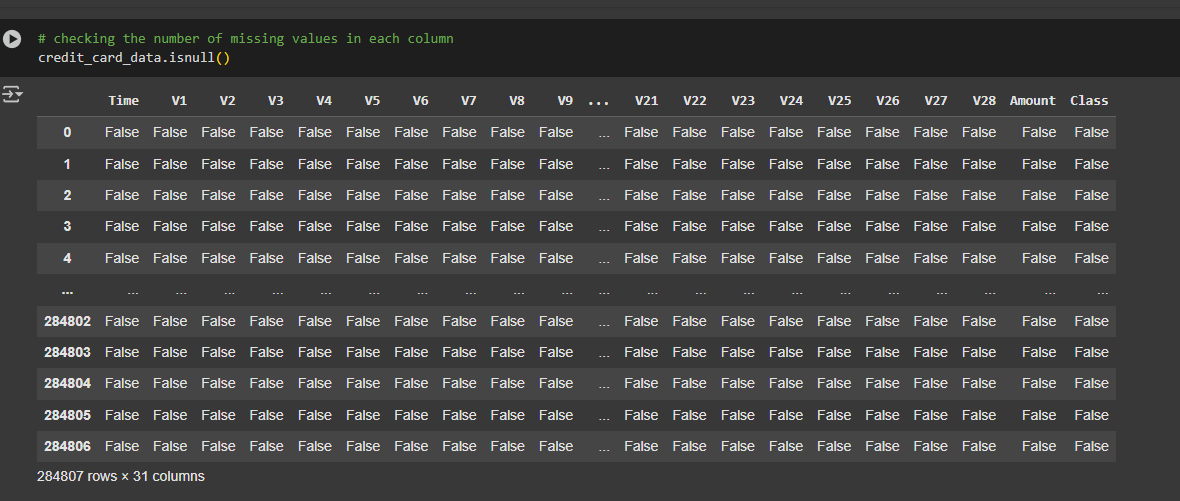 # checking the number of missing values in each column
credit_card_data.isnull()
Time V1 V2 V3 V4 V5 V6 V7 V8 V9 ... V21 V22 V23 V24 V25 V26 V27 V28 Amount Class
0 False False False False False False False False False False ... False False False False False False False False False False
1 False False False False False False False False False False ... False False False False False False False False False False
2 False False False False False False False False False False ... False False False False False False False False False False
3 False False False False False False False False False False ... False False False False False False False False False False
4 False False False False False False False False False False ... False False False False False False False False False False
... ... ... ... ... ... ... ... ... ... ... ... ... ... ... ... ... ... ... ... ... ...
284802 False False False False False False False False False False ... False False False False False False False False False False
284803 False False False False False False False False False False ... False False False False False False False False False False
284804 False False False False False False False False False False ... False False False False False False False False False False
284805 False False False False False False False False False False ... False False False False False False False False False False
284806 False False False False False False False False False False ... False False False False False False False False False False
284807 rows × 31 columns